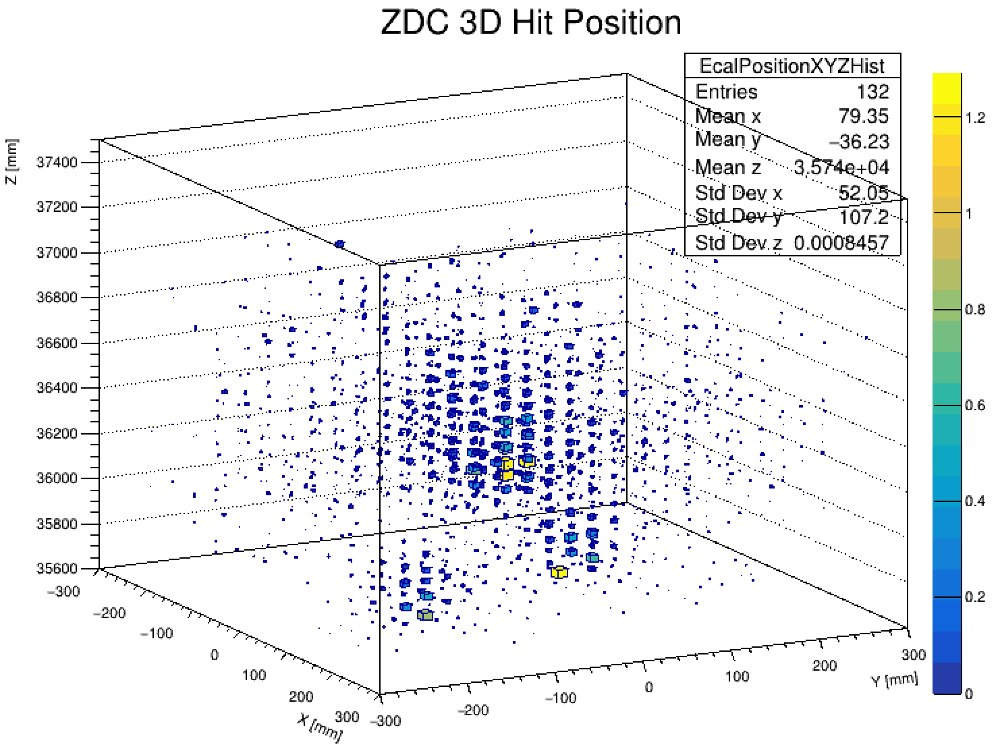 ZDC 3D Hit Position
EcalPositionXYZHist
Entries 132
Mean x 79.35
Mean y −36.23
Mean z 3.574e+04
Std Dev x 52.05
Std Dev y 107.2
Std Dev z 0.0008457
Z [mm]
37400
37200
37000
36800
36600
36400
36200
36000
35800
35600
−300
−200
−100
0
100
200
300
X [mm]
−300
−200
−100
0
100
200
300
Y [mm]
1.2
1
0.8
0.6
0.4
0.2
0